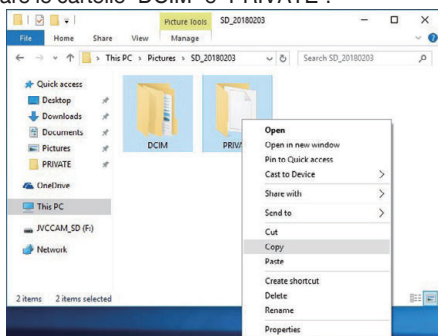 are le cartelle "DCIM" e "PRIVATE".
Picture Tools SD_20180203
File Home Share View Manage
This PC > Pictures > SD_20180203 Search SD_20180203
Quick access
Desktop
Downloads
Documents
Pictures
PRIVATE
OneDrive
This PC
JVCCAM_SD (F:)
Network
DCIM
Open
Open in new window
Pin to Quick access
Cast to Device
Share with
Send to
Cut
Copy
Paste
Create shortcut
Delete
Rename
Properties
2 items 2 items selected